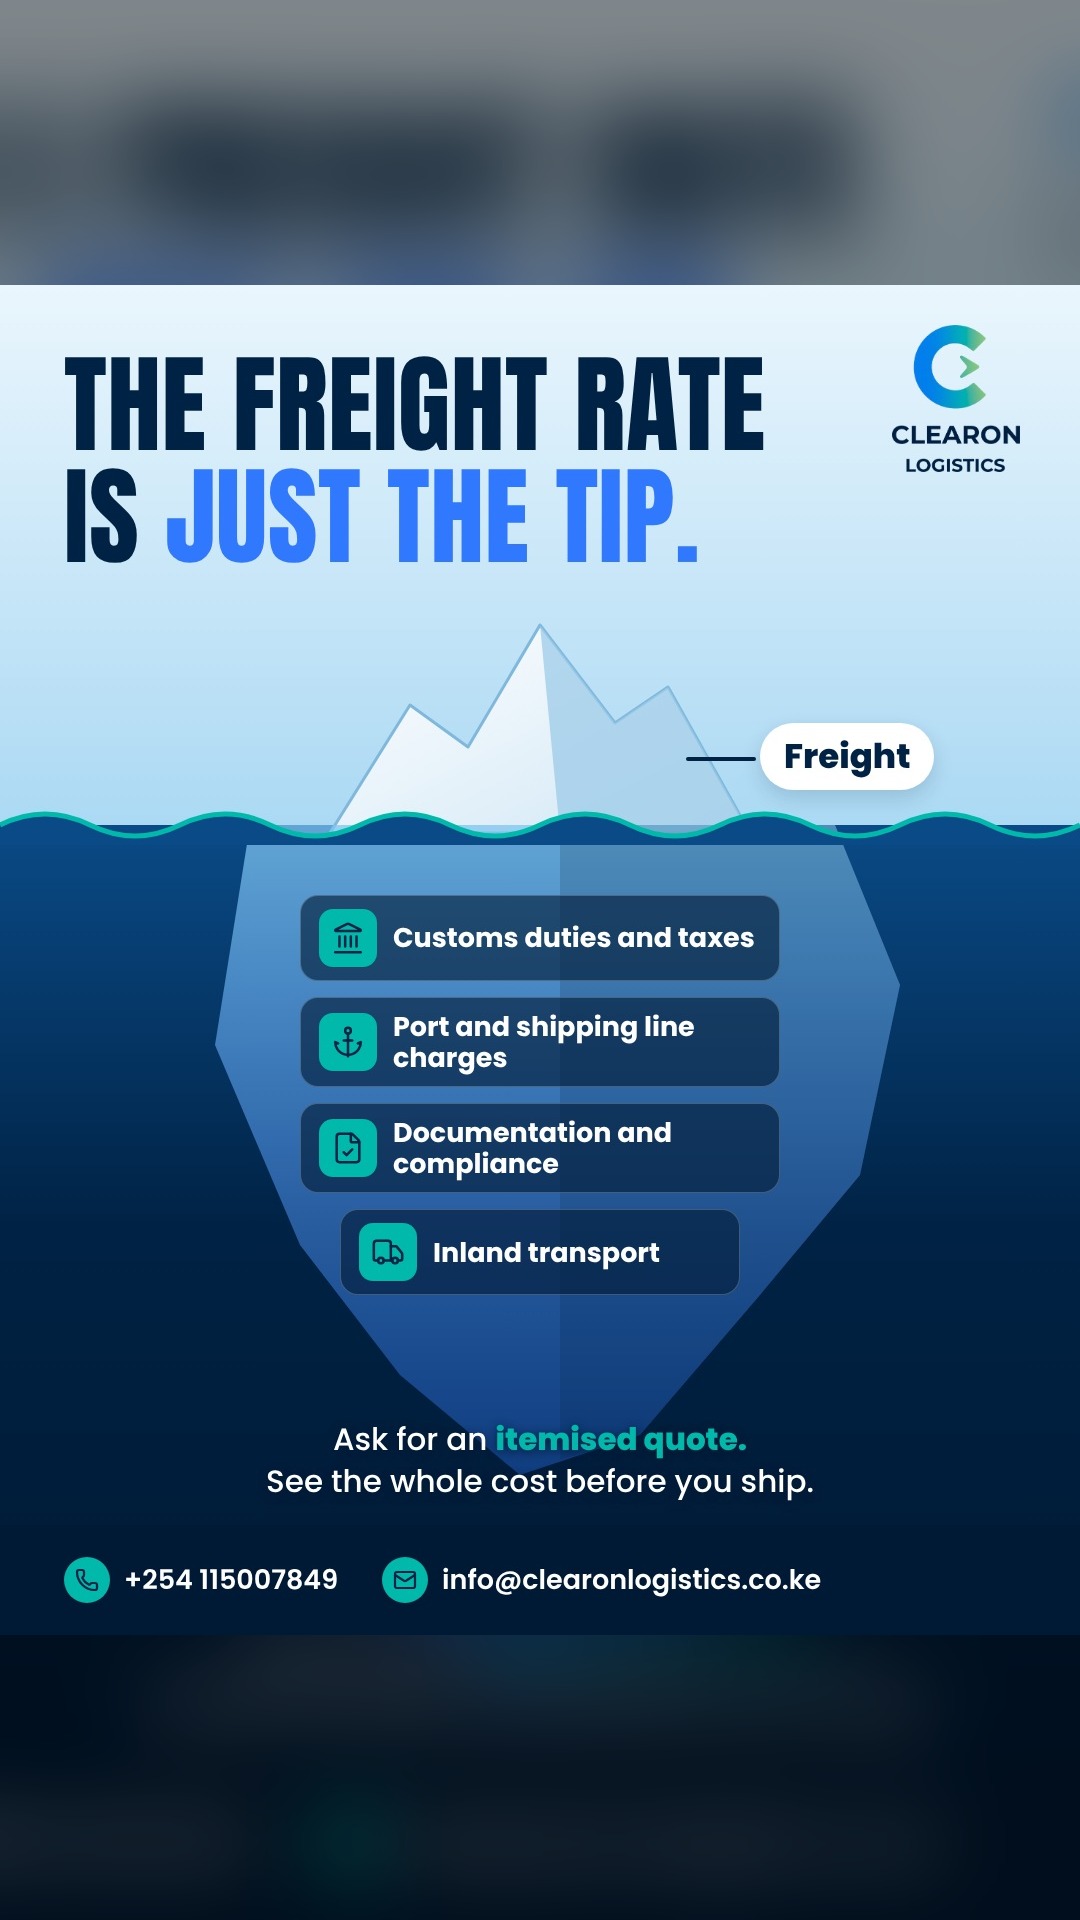 THE FREIGHT RATE
IS JUST THE TIP.
CLEARON
LOGISTICS
Freight
Customs duties and taxes
Port and shipping line
charges
Documentation and
compliance
Inland transport
Ask for an itemised quote.
See the whole cost before you ship.
+254 115007849
info@clearonlogistics.co.ke